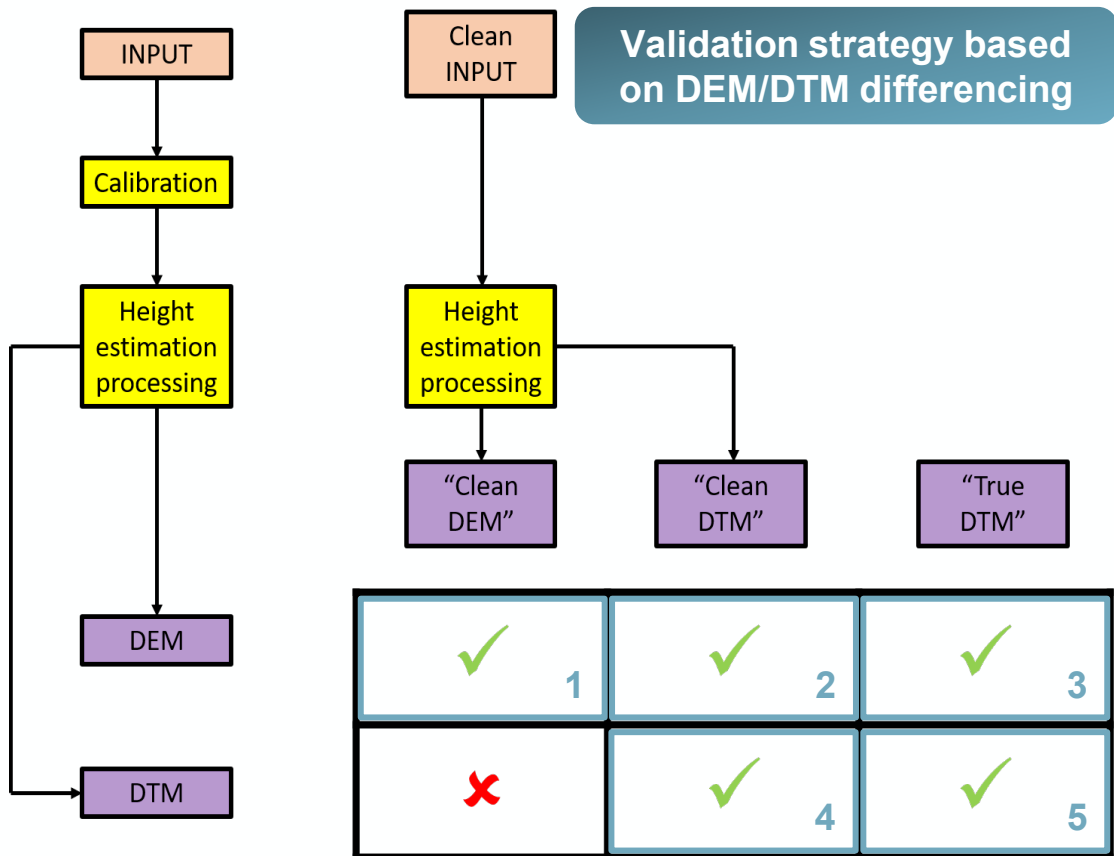 INPUT
Clean
INPUT
Validation strategy based
on DEM/DTM differencing
Calibration
Height
estimation
processing
Height
estimation
processing
“Clean
DEM”
“Clean
DTM”
“True
DTM”
DEM
1
2
3
DTM
4
5